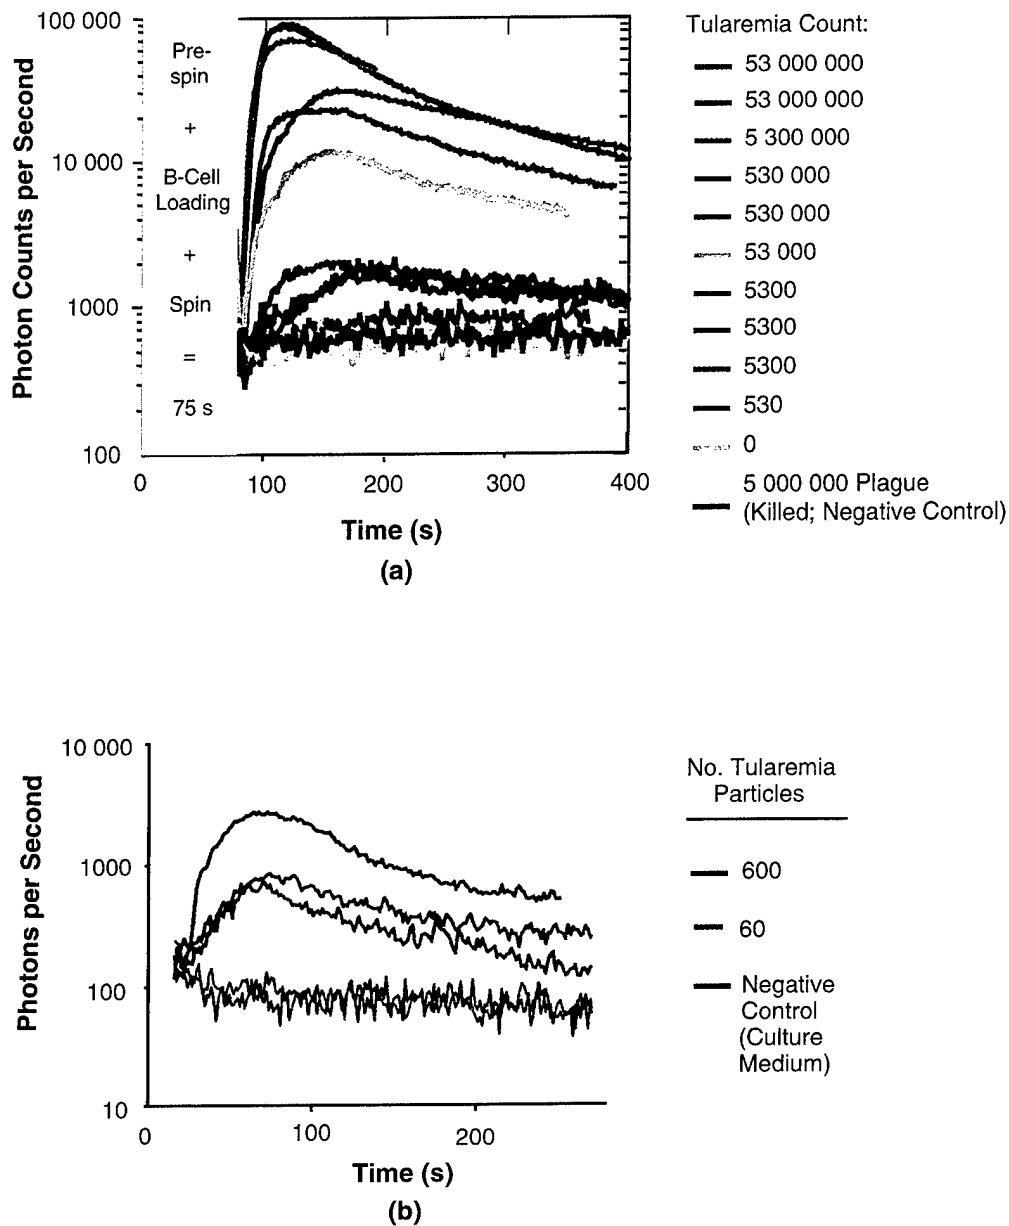 100 000
10 000
1000
100
Photon Counts per Second
Pre-
spin
+
B-Cell
Loading
+
Spin
=
75 s
0
100
200
300
400
Time (s)
(a)
Tularemia Count:
53 000 000
53 000 000
5 300 000
530 000
530 000
53 000
5300
5300
5300
530
0
5 000 000 Plague
(Killed; Negative Control)
10 000
1000
100
10
Photons per Second
0
100
200
Time (s)
(b)
No. Tularemia
Particles
600
60
Negative
Control
(Culture
Medium)